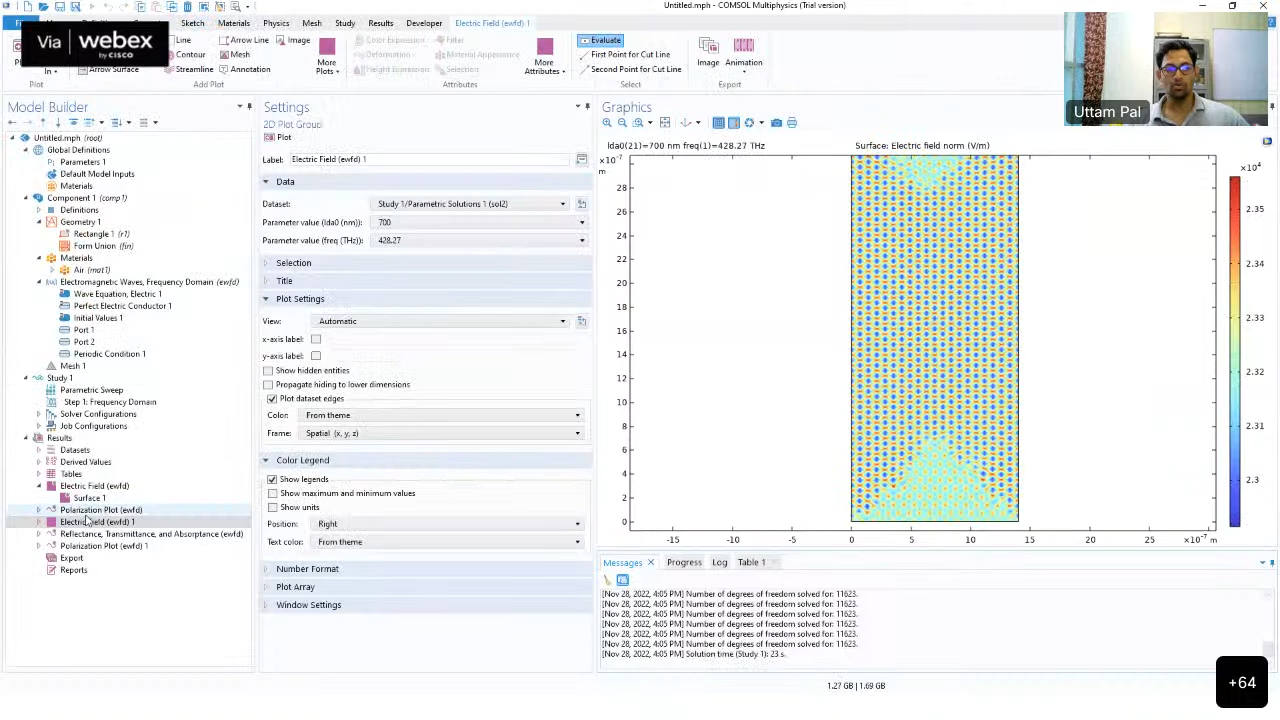 Untitled.mph - COMSOL Multiphysics (Trial version)
Sketch Materials Physics Mesh Study Results Developer Electric Field (ewfd) 1
Via webex
by CISCO
Line
Contour
Streamline
Arrow Line
Mesh
Annotation
Image
Arrow Surface
In
More
Plots
Color Expression
Height Expression
Filter
Material Appearance
Selection
More
Attributes
Evaluate
First Point for Cut Line
Second Point for Cut Line
Image
Animation
Plot
Add Plot
Attributes
Select
Export
Uttam Pal
Model Builder
Untitled.mph (root)
Global Definitions
Parameters 1
Default Model Inputs
Materials
Component 1 (comp1)
Definitions
Geometry 1
Rectangle 1 (r1)
Form Union (fin)
Materials
Air (mat1)
Electromagnetic Waves, Frequency Domain (ewfd)
Wave Equation, Electric 1
Perfect Electric Conductor 1
Initial Values 1
Port 1
Port 2
Periodic Condition 1
Mesh 1
Study 1
Parametric Sweep
Step 1: Frequency Domain
Solver Configurations
Job Configurations
Results
Datasets
Derived Values
Tables
Electric Field (ewfd)
Surface 1
Polarization Plot (ewfd)
Electric Field (ewfd) 1
Reflectance, Transmittance, and Absorptance (ewfd)
Polarization Plot (ewfd) 1
Export
Reports
Settings
2D Plot Group
Plot
Label: Electric Field (ewfd) 1
Data
Dataset: Study 1/Parametric Solutions 1 (sol2)
Parameter value (lda0 (nm)): 700
Parameter value (freq (THz)): 428.27
Selection
Title
Plot Settings
View: Automatic
x-axis label:
y-axis label:
Show hidden entities
Propagate hiding to lower dimensions
Plot dataset edges
Color: From theme
Frame: Spatial (x, y, z)
Color Legend
Show legends
Show maximum and minimum values
Show units
Position: Right
Text color: From theme
Number Format
Plot Array
Window Settings
Graphics
lda0(21)=700 nm freq(1)=428.27 THz
Surface: Electric field norm (V/m)
×10⁻⁷
m
28
26
24
22
20
18
16
14
12
10
8
6
4
2
0
-15 -10 -5 0 5 10 15 ×10⁻⁷ m
×10⁴
2.35
2.34
2.33
2.32
2.31
2.3
Messages Progress Log Table 1
[Nov 28, 2022, 4:05 PM] Number of degrees of freedom solved for: 11623.
[Nov 28, 2022, 4:05 PM] Number of degrees of freedom solved for: 11623.
[Nov 28, 2022, 4:05 PM] Number of degrees of freedom solved for: 11623.
[Nov 28, 2022, 4:05 PM] Number of degrees of freedom solved for: 11623.
[Nov 28, 2022, 4:05 PM] Number of degrees of freedom solved for: 11623.
[Nov 28, 2022, 4:05 PM] Number of degrees of freedom solved for: 11623.
[Nov 28, 2022, 4:05 PM] Solution time (Study 1): 23 s.
1.27 GB | 1.69 GB
+64